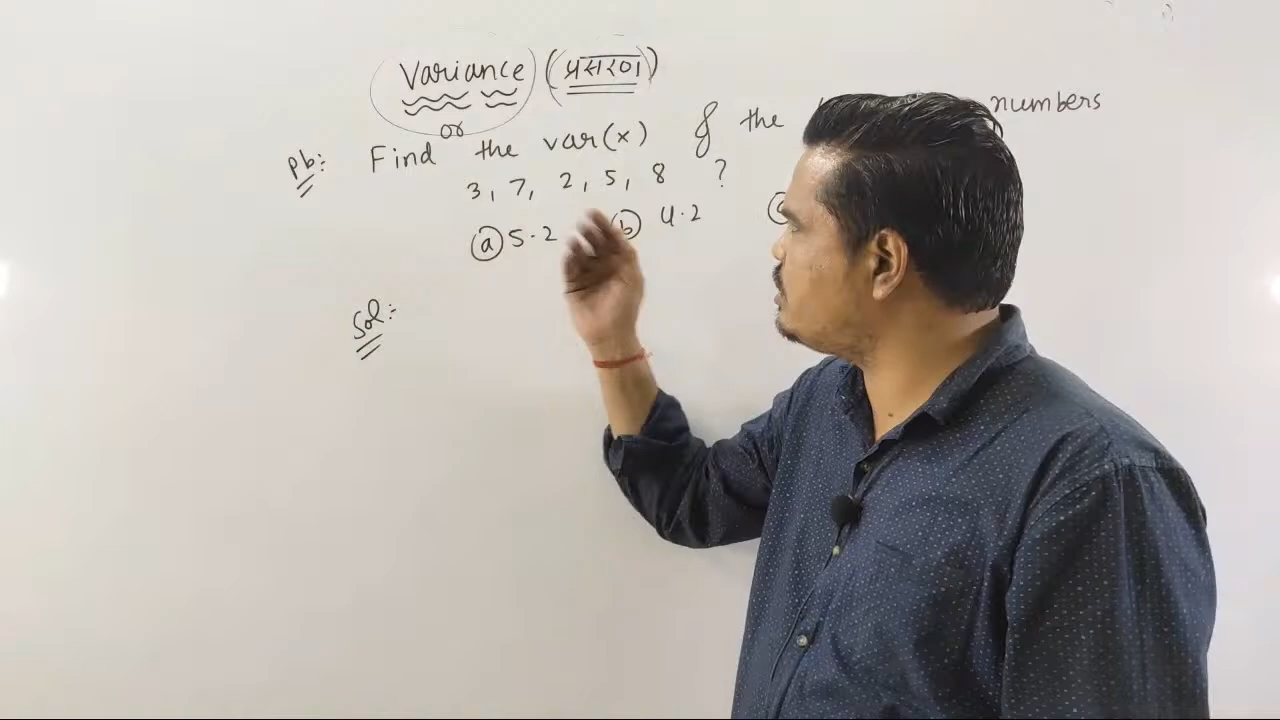 Variance (प्रसरण)
or
Pb: Find the var(x) of the numbers
3, 7, 2, 5, 8 ?
(a) 5.2 (b) 4.2
Sol:-